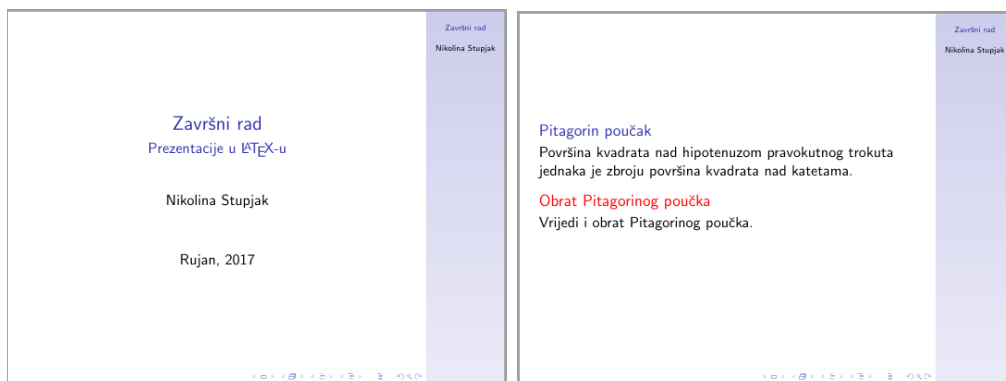 Završni rad
Nikolina Stupjak
Završni rad
Prezentacije u LATEX-u
Nikolina Stupjak
Rujan, 2017
Završni rad
Nikolina Stupjak
Pitagorin poučak
Površina kvadrata nad hipotenuzom pravokutnog trokuta
jednaka je zbroju površina kvadrata nad katetama.
Obrat Pitagorinog poučka
Vrijedi i obrat Pitagorinog poučka.